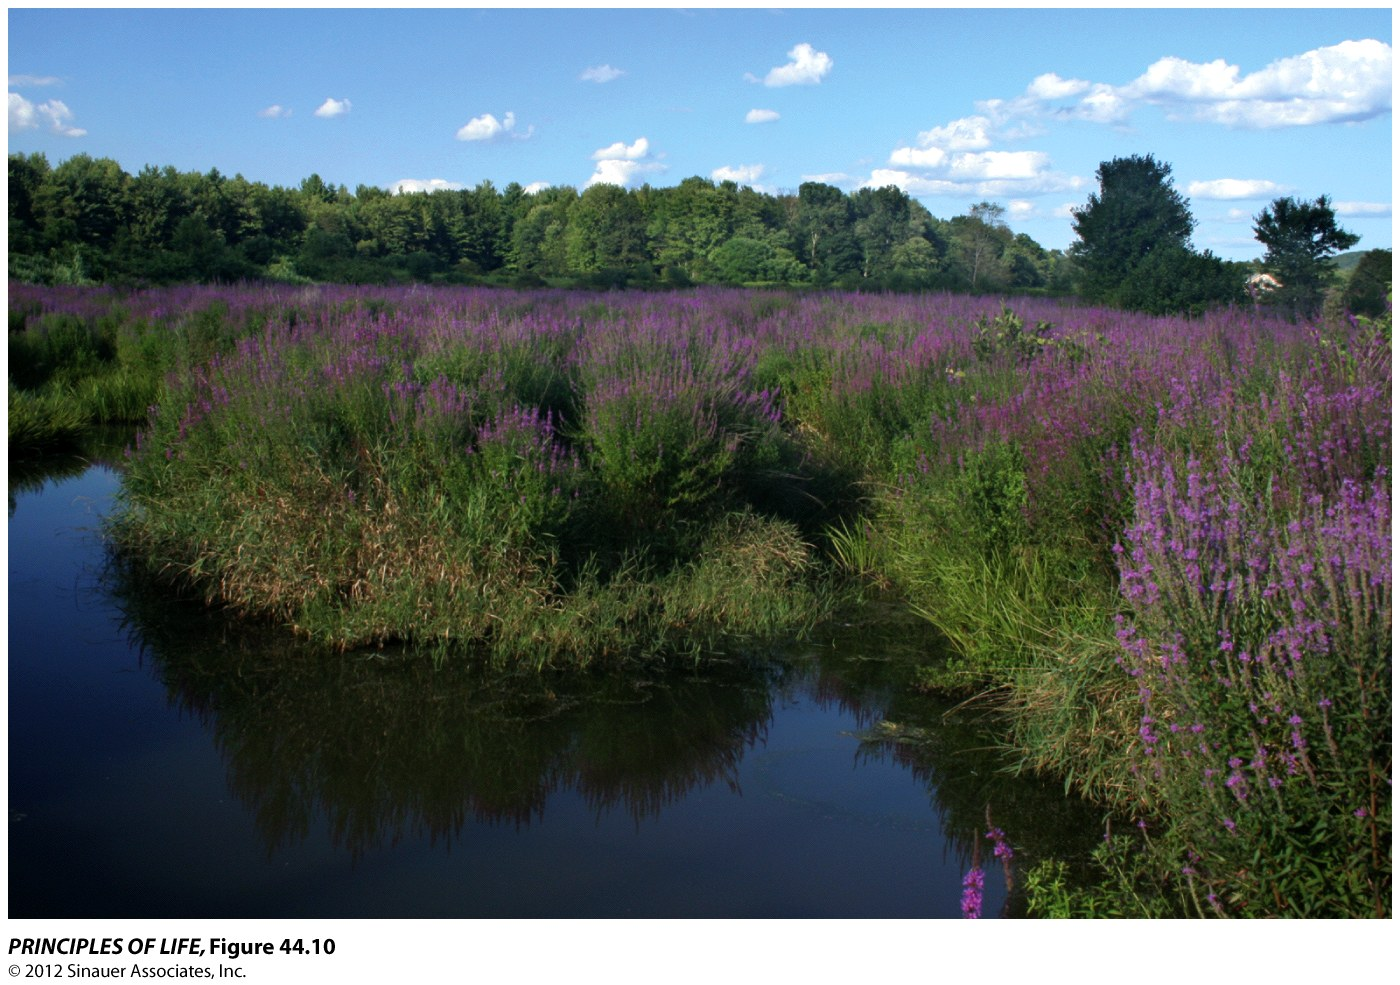 PRINCIPLES OF LIFE, Figure 44.10
© 2012 Sinauer Associates, Inc.